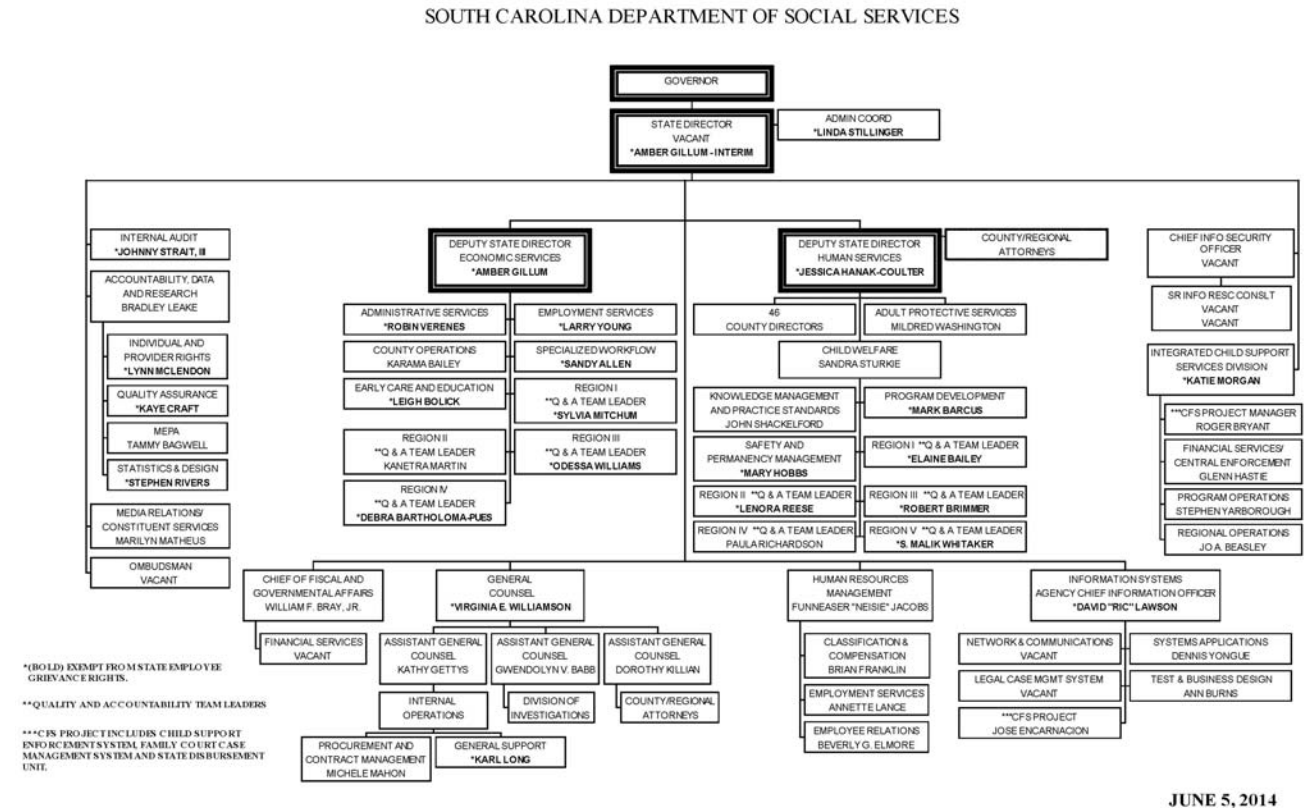 SOUTH CAROLINA DEPARTMENT OF SOCIAL SERVICES
GOVERNOR
STATE DIRECTOR
VACANT
*AMBER GILLUM - INTERIM
ADMIN COORD
*LINDA STILLINGER
INTERNAL AUDIT
*JOHNNY STRAIT, III
ACCOUNTABILITY, DATA
AND RESEARCH
BRADLEY LEAKE
INDIVIDUAL AND
PROVIDER RIGHTS
*LYNN MCLENDON
QUALITY ASSURANCE
*KAYE CRAFT
MEPA
TAMMY BAGWELL
STATISTICS & DESIGN
*STEPHEN RIVERS
MEDIA RELATIONS/
CONSTITUENT SERVICES
MARILYN MATHEUS
OMBUDSMAN
VACANT
DEPUTY STATE DIRECTOR
ECONOMIC SERVICES
*AMBER GILLUM
ADMINISTRATIVE SERVICES
*ROBIN VERENES
EMPLOYMENT SERVICES
*LARRY YOUNG
COUNTY OPERATIONS
KARAMA BAILEY
SPECIALIZED WORKFLOW
*SANDY ALLEN
EARLY CARE AND EDUCATION
*LEIGH BOLICK
REGION I
**Q & A TEAM LEADER
*SYLVIA MITCHUM
REGION II
**Q & A TEAM LEADER
KANETRA MARTIN
REGION III
**Q & A TEAM LEADER
*ODESSA WILLIAMS
REGION IV
**Q & A TEAM LEADER
*DEBRA BARTHOLOMA-PUES
DEPUTY STATE DIRECTOR
HUMAN SERVICES
*JESSICA HANAK-COULTER
COUNTY/REGIONAL
ATTORNEYS
46
COUNTY DIRECTORS
ADULT PROTECTIVE SERVICES
MILDRED WASHINGTON
CHILD WELFARE
SANDRA STURKIE
KNOWLEDGE MANAGEMENT
AND PRACTICE STANDARDS
JOHN SHACKELFORD
PROGRAM DEVELOPMENT
*MARK BARCUS
SAFETY AND
PERMANENCY MANAGEMENT
*MARY HOBBS
REGION I **Q & A TEAM LEADER
*ELAINE BAILEY
REGION II **Q & A TEAM LEADER
*LENORA REESE
REGION III **Q & A TEAM LEADER
*ROBERT BRIMMER
REGION IV **Q & A TEAM LEADER
PAULA RICHARDSON
REGION V **Q & A TEAM LEADER
*S. MALIK WHITAKER
CHIEF INFO SECURITY
OFFICER
VACANT
SR INFO RESC CONSLT
VACANT
VACANT
INTEGRATED CHILD SUPPORT
SERVICES DIVISION
*KATIE MORGAN
***CFS PROJECT MANAGER
ROGER BRYANT
FINANCIAL SERVICES/
CENTRAL ENFORCEMENT
GLENN HASTIE
PROGRAM OPERATIONS
STEPHEN YARBOROUGH
REGIONAL OPERATIONS
JO A. BEASLEY
CHIEF OF FISCAL AND
GOVERNMENTAL AFFAIRS
WILLIAM F. BRAY, JR.
FINANCIAL SERVICES
VACANT
GENERAL
COUNSEL
*VIRGINIA E. WILLIAMSON
ASSISTANT GENERAL
COUNSEL
KATHY GETTYS
ASSISTANT GENERAL
COUNSEL
GWENDOLYN V. BABB
ASSISTANT GENERAL
COUNSEL
DOROTHY KILLIAN
INTERNAL
OPERATIONS
DIVISION OF
INVESTIGATIONS
COUNTY/REGIONAL
ATTORNEYS
PROCUREMENT AND
CONTRACT MANAGEMENT
MICHELE MAHON
GENERAL SUPPORT
*KARL LONG
HUMAN RESOURCES
MANAGEMENT
FUNNEASER "NEISIE" JACOBS
CLASSIFICATION &
COMPENSATION
BRIAN FRANKLIN
EMPLOYMENT SERVICES
ANNETTE LANCE
EMPLOYEE RELATIONS
BEVERLY G. ELMORE
INFORMATION SYSTEMS
AGENCY CHIEF INFORMATION OFFICER
*DAVID "RIC" LAWSON
NETWORK & COMMUNICATIONS
VACANT
SYSTEMS APPLICATIONS
DENNIS YONGUE
LEGAL CASE MGMT SYSTEM
VACANT
TEST & BUSINESS DESIGN
ANN BURNS
***CFS PROJECT
JOSE ENCARNACION
*(BOLD) EXEMPT FROM STATE EMPLOYEE
GRIEVANCE RIGHTS.
**QUALITY AND ACCOUNTABILITY TEAM LEADERS
***CFS PROJECT INCLUDES CHILD SUPPORT
ENFORCEMENT SYSTEM, FAMILY COURT CASE
MANAGEMENT SYSTEM AND STATE DISBURSEMENT
UNIT.
JUNE 5, 2014